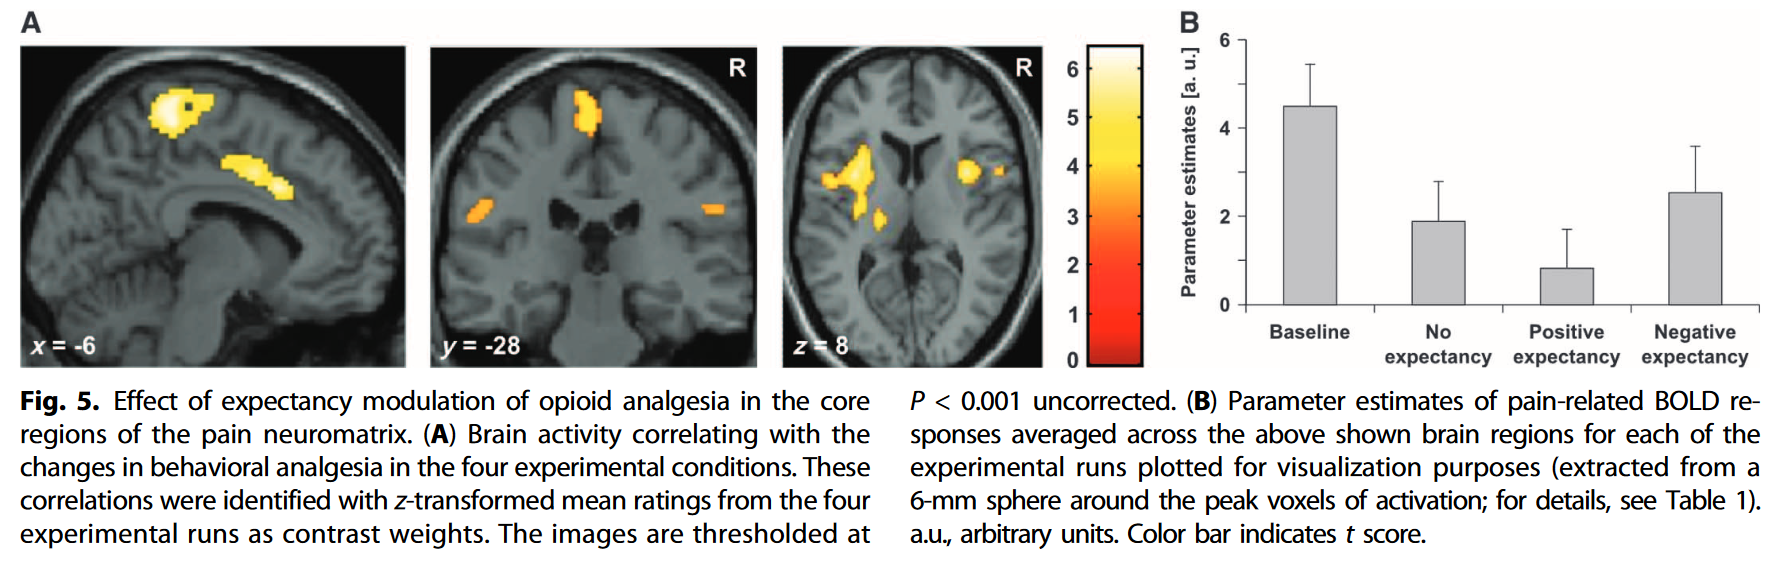 A
R
R
x = -6
y = -28
z = 8
6
5
4
3
2
1
0
B
Parameter estimates [a. u.]
6
4
2
0
Baseline
No
expectancy
Positive
expectancy
Negative
expectancy
Fig. 5. Effect of expectancy modulation of opioid analgesia in the core
regions of the pain neuromatrix. (A) Brain activity correlating with the
changes in behavioral analgesia in the four experimental conditions. These
correlations were identified with z-transformed mean ratings from the four
experimental runs as contrast weights. The images are thresholded at
P < 0.001 uncorrected. (B) Parameter estimates of pain-related BOLD re-
sponses averaged across the above shown brain regions for each of the
experimental runs plotted for visualization purposes (extracted from a
6-mm sphere around the peak voxels of activation; for details, see Table 1).
a.u., arbitrary units. Color bar indicates t score.